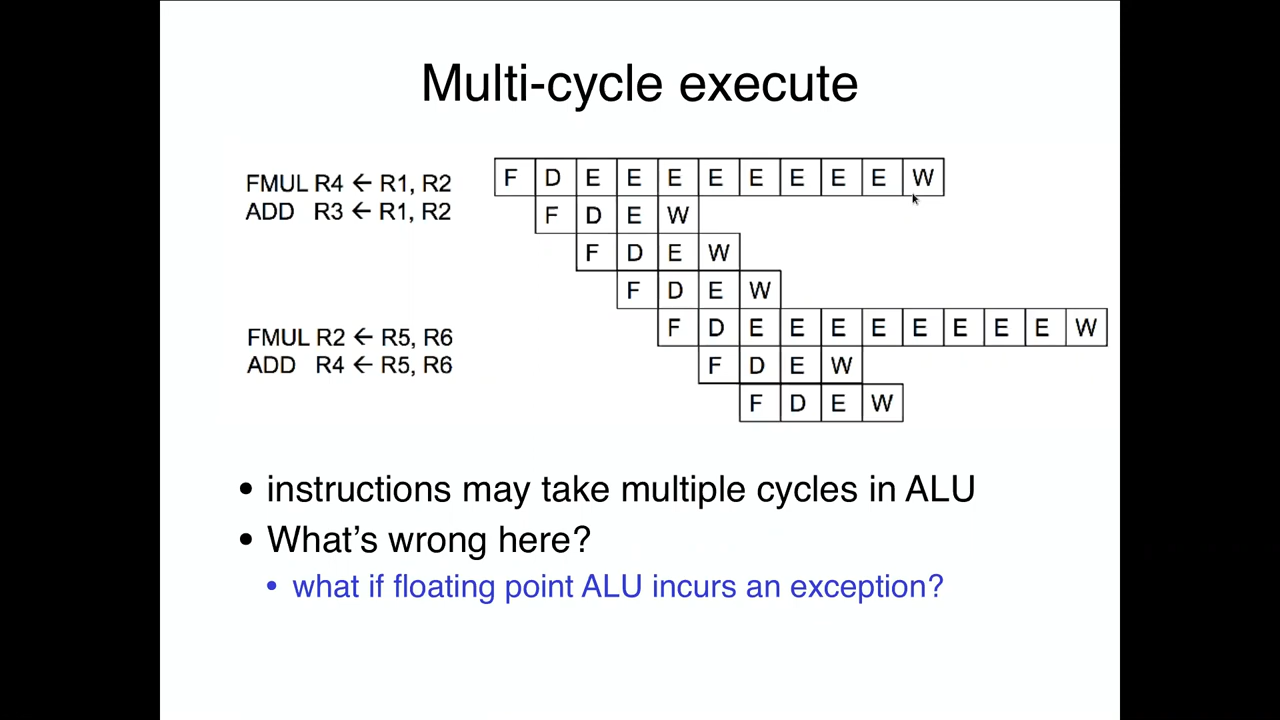 Multi-cycle execute
FMUL R4 ← R1, R2
ADD R3 ← R1, R2
F D E E E E E E E E W
F D E W
F D E W
F D E W
FMUL R2 ← R5, R6
ADD R4 ← R5, R6
F D E E E E E E E E W
F D E W
F D E W
• instructions may take multiple cycles in ALU
• What's wrong here?
• what if floating point ALU incurs an exception?